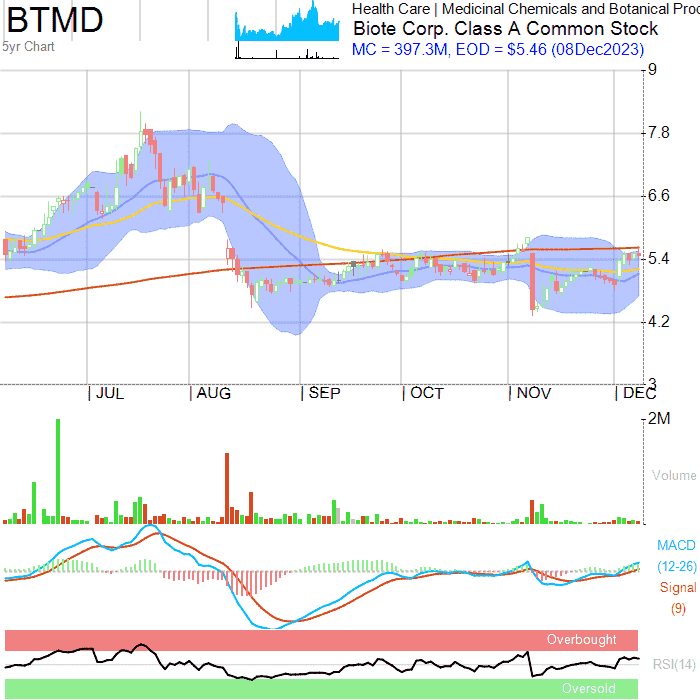 BTMD
5yr Chart
Health Care | Medicinal Chemicals and Botanical Proc
Biote Corp. Class A Common Stock
MC = 397.3M, EOD = $5.46 (08Dec2023)
9
7.8
6.6
5.4
4.2
3
JUL AUG SEP OCT NOV DEC
2M
Volume
MACD
(12-26)
Signal
(9)
Overbought
RSI(14)
Oversold